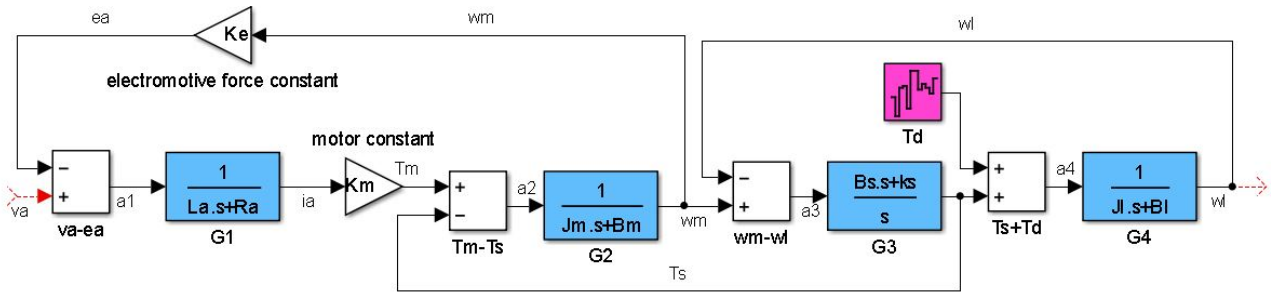 ea
wm
wl
Ke
electromotive force constant
Td
motor constant
Tm
−
+
va
a1
va-ea
1
La.s+Ra
G1
ia
Km
+
−
a2
Tm-Ts
1
Jm.s+Bm
G2
wm
−
+
a3
wm-wl
Bs.s+ks
s
G3
Ts
+
+
a4
Ts+Td
1
Jl.s+Bl
G4
wl